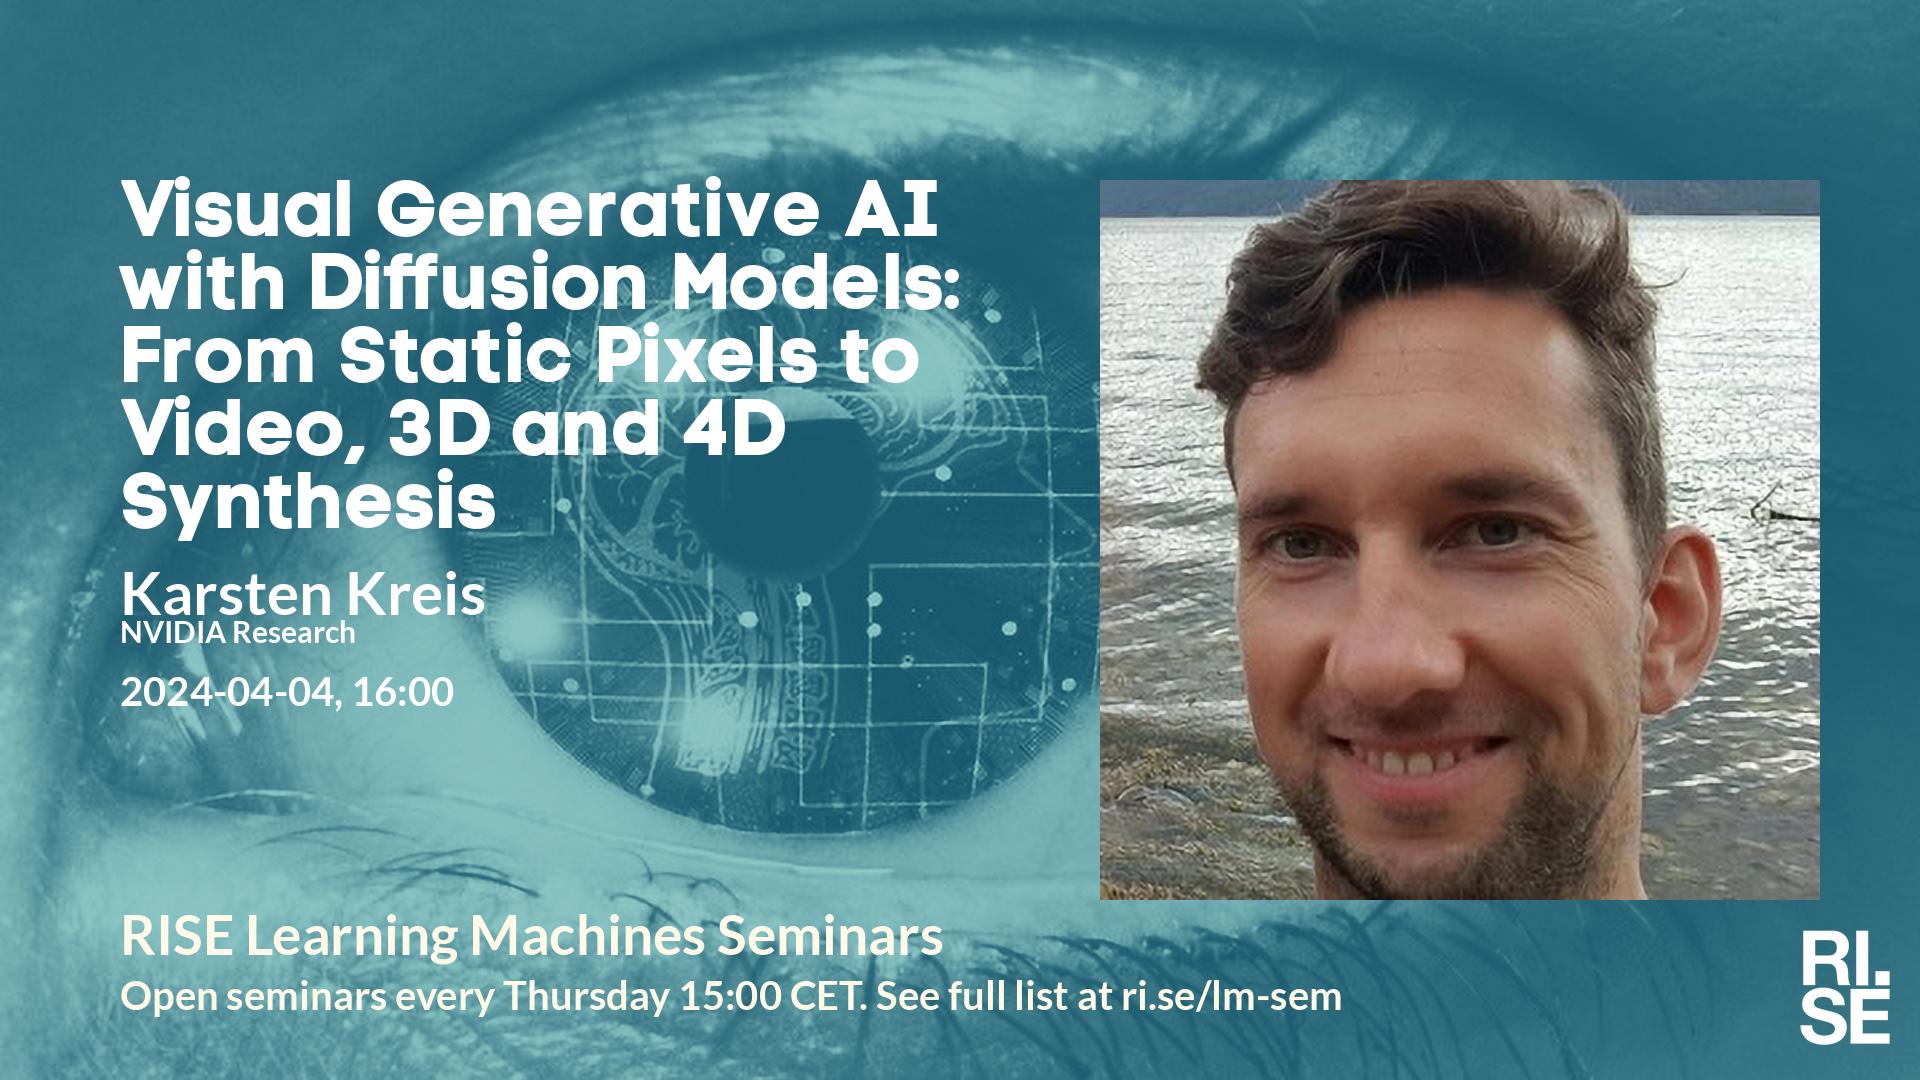 Visual Generative AI
with Diffusion Models:
From Static Pixels to
Video, 3D and 4D
Synthesis
Karsten Kreis
NVIDIA Research
2024-04-04, 16:00
RISE Learning Machines Seminars
Open seminars every Thursday 15:00 CET. See full list at ri.se/lm-sem
RI.
SE